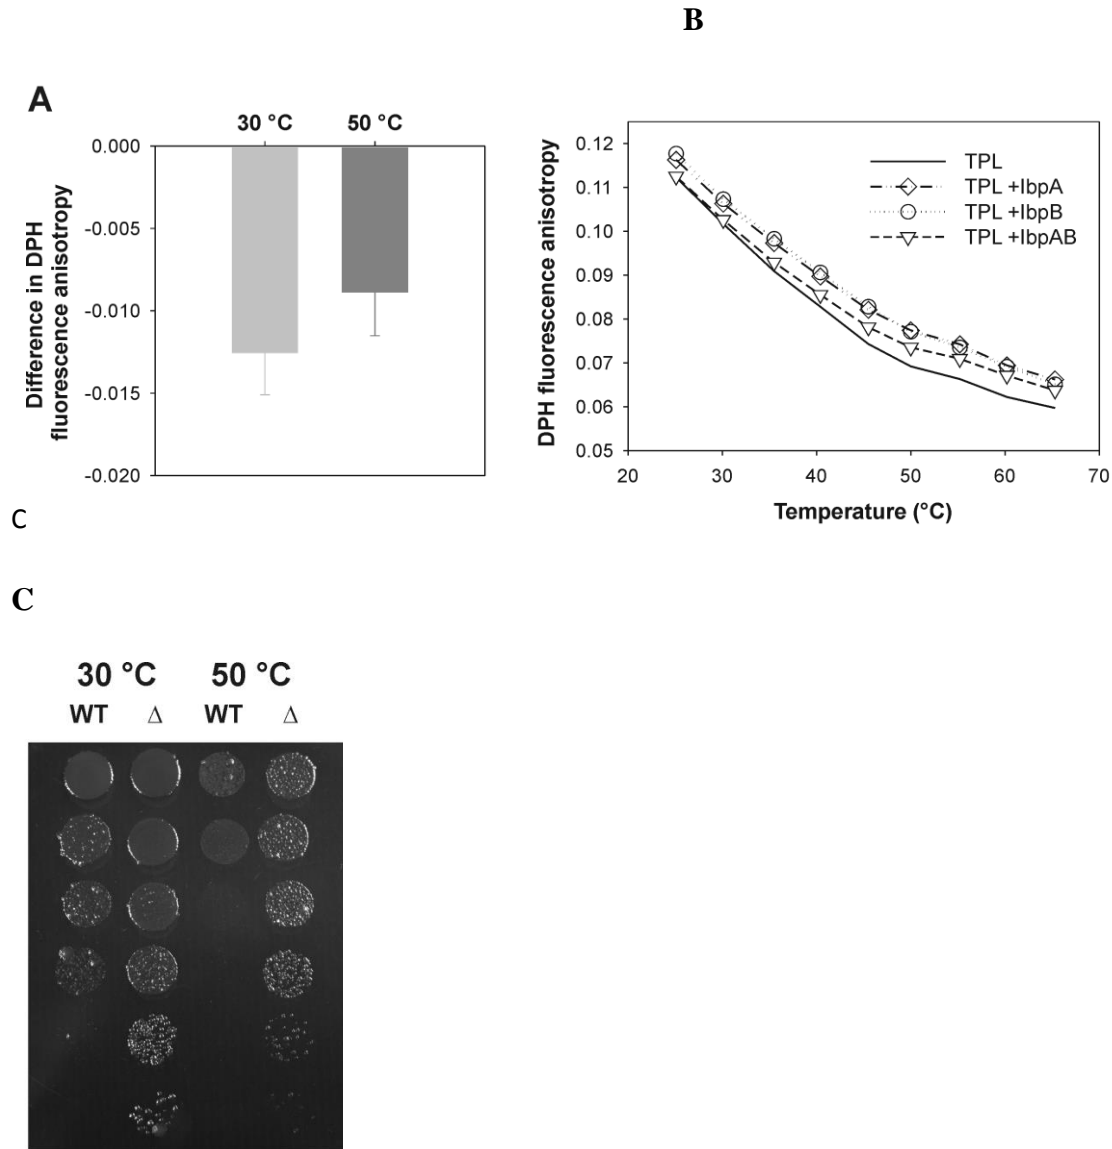 B
A
30 °C 50 °C
0.000
-0.005
-0.010
-0.015
-0.020
Difference in DPH
fluorescence anisotropy
0.12
0.11
0.10
0.09
0.08
0.07
0.06
0.05
DPH fluorescence anisotropy
TPL
TPL +IbpA
TPL +IbpB
TPL +IbpAB
20 30 40 50 60 70
Temperature (°C)
C
C
30 °C 50 °C
WT Δ WT Δ